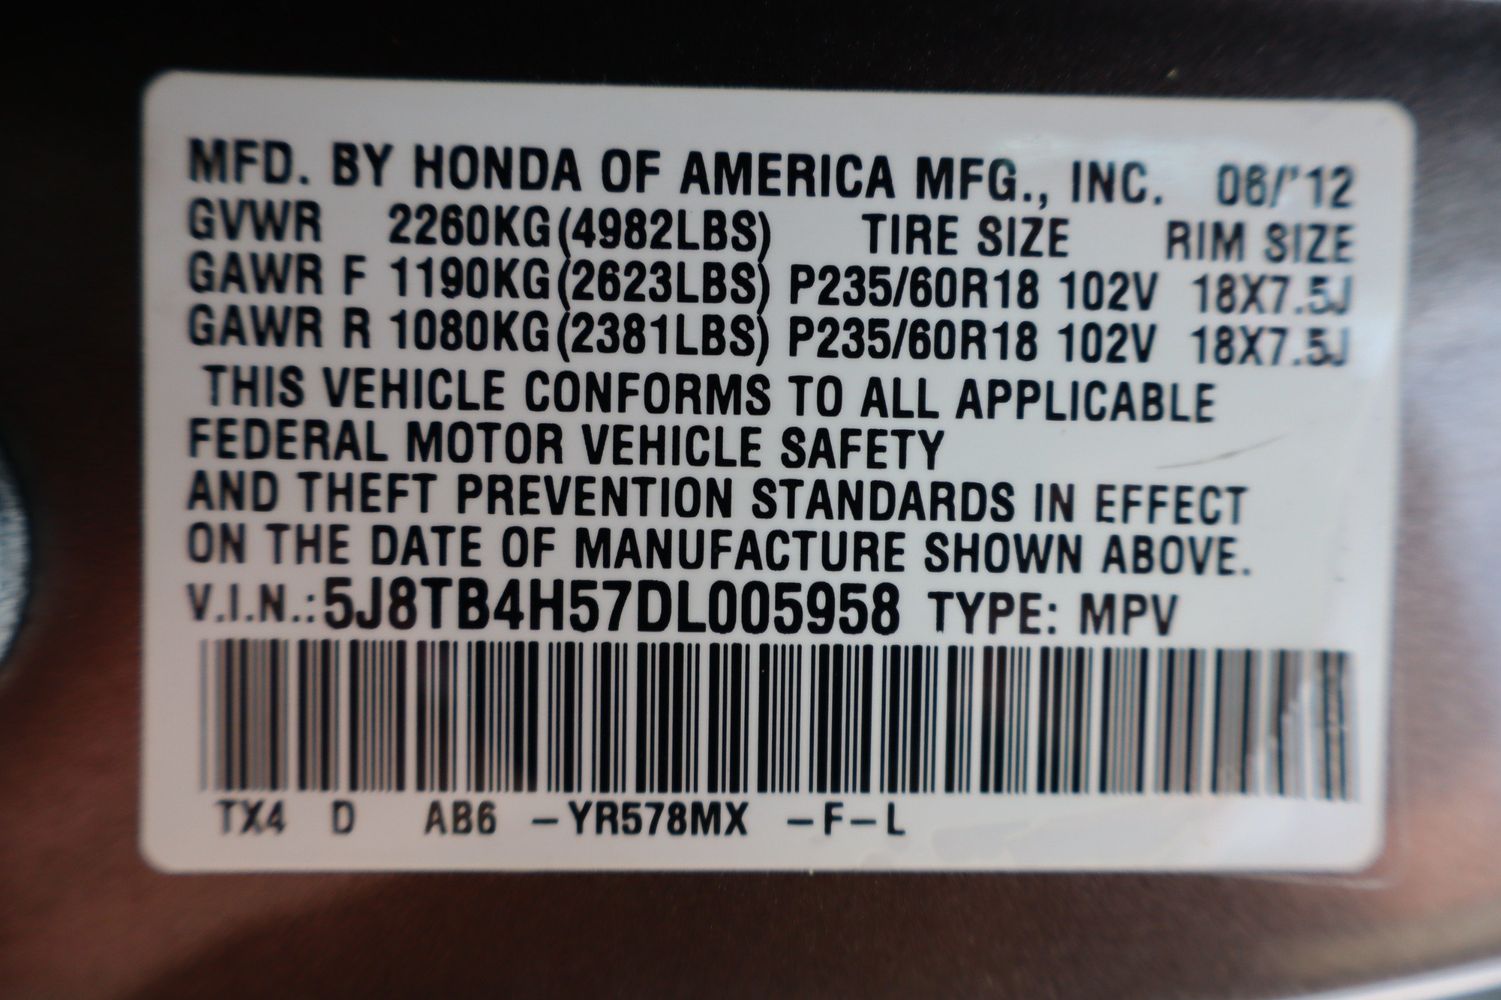 MFD. BY HONDA OF AMERICA MFG., INC. 06/'12
GVWR 2260KG(4982LBS) TIRE SIZE RIM SIZE
GAWR F 1190KG(2623LBS) P235/60R18 102V 18X7.5J
GAWR R 1080KG(2381LBS) P235/60R18 102V 18X7.5J
THIS VEHICLE CONFORMS TO ALL APPLICABLE
FEDERAL MOTOR VEHICLE SAFETY
AND THEFT PREVENTION STANDARDS IN EFFECT
ON THE DATE OF MANUFACTURE SHOWN ABOVE.
V.I.N.:5J8TB4H57DL005958 TYPE: MPV
TX4 D AB6 -YR578MX -F-L